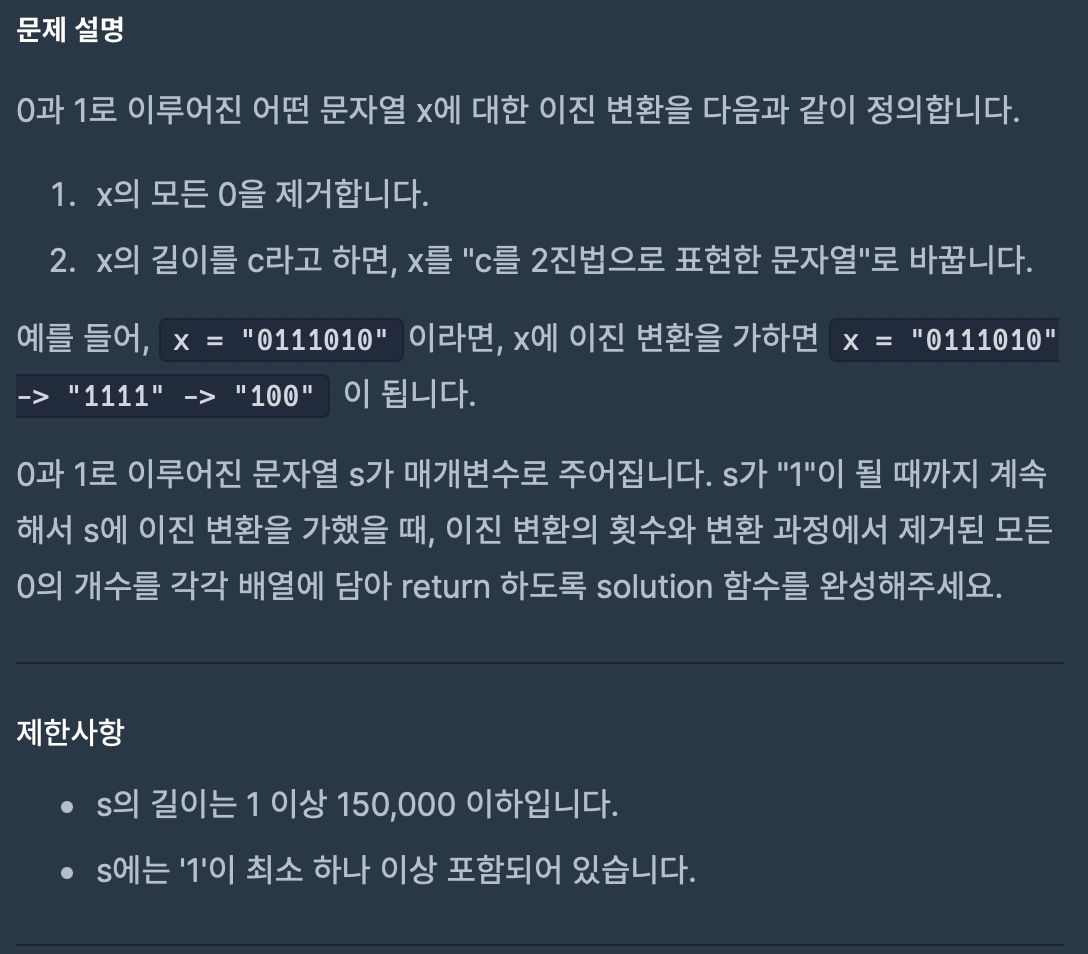 문제 설명
0과 1로 이루어진 어떤 문자열 x에 대한 이진 변환을 다음과 같이 정의합니다.
1. x의 모든 0을 제거합니다.
2. x의 길이를 c라고 하면, x를 "c를 2진법으로 표현한 문자열"로 바꿉니다.
예를 들어, x = "0111010" 이라면, x에 이진 변환을 가하면 x = "0111010"
-> "1111" -> "100" 이 됩니다.
0과 1로 이루어진 문자열 s가 매개변수로 주어집니다. s가 "1"이 될 때까지 계속
해서 s에 이진 변환을 가했을 때, 이진 변환의 횟수와 변환 과정에서 제거된 모든
0의 개수를 각각 배열에 담아 return 하도록 solution 함수를 완성해주세요.
제한사항
• s의 길이는 1 이상 150,000 이하입니다.
• s에는 '1'이 최소 하나 이상 포함되어 있습니다.